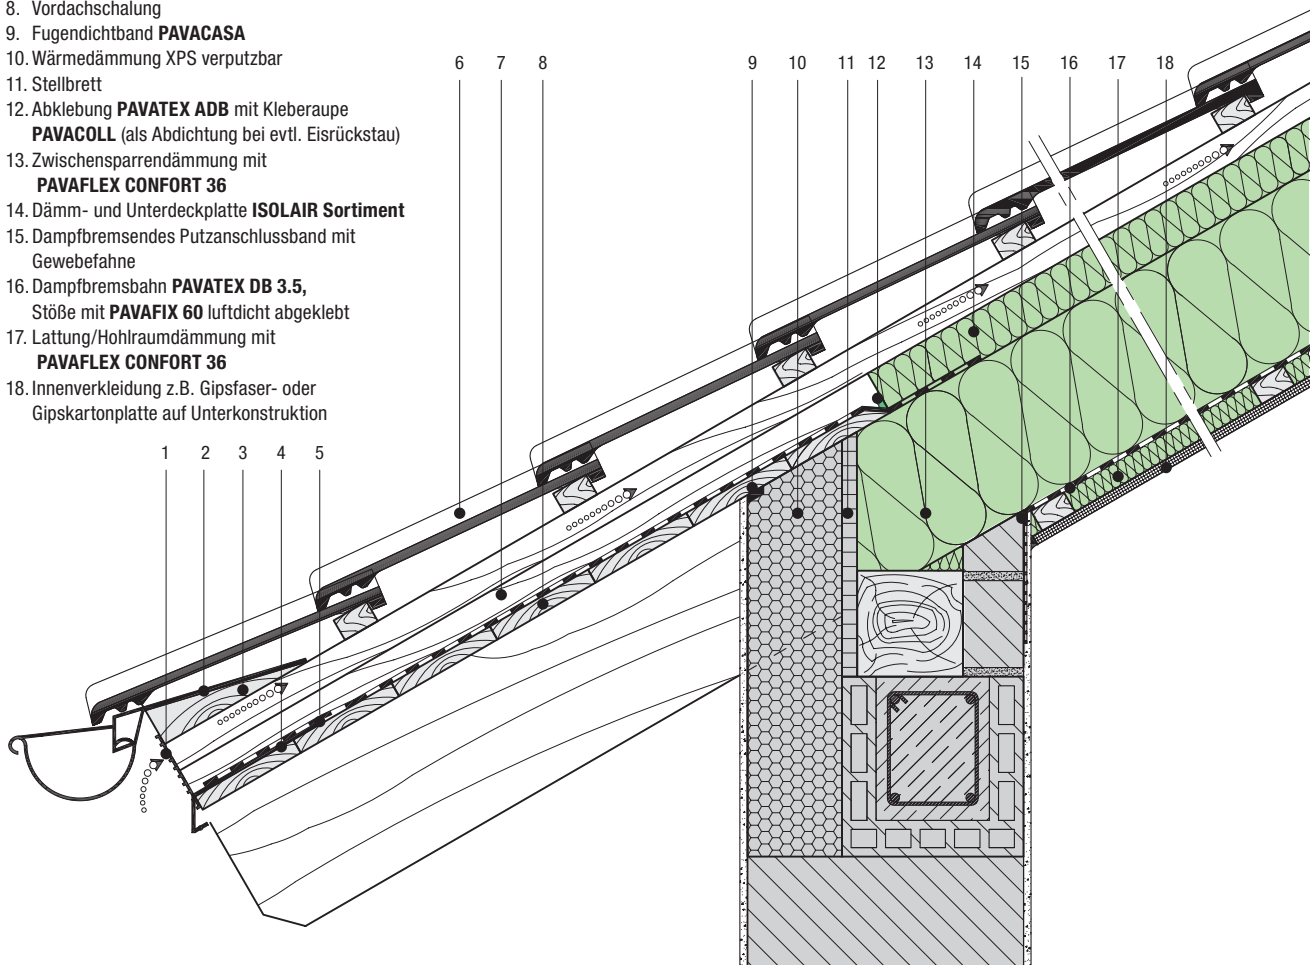 8. Vordachschalung
9. Fugendichtband PAVACASA
10. Wärmedämmung XPS verputzbar
11. Stellbrett
12. Abklebung PAVATEX ADB mit Kleberaupe
PAVACOLL (als Abdichtung bei evtl. Eisrückstau)
13. Zwischensparrendämmung mit
PAVAFLEX CONFORT 36
14. Dämm- und Unterdeckplatte ISOLAIR Sortiment
15. Dampfbremsendes Putzanschlussband mit
Gewebefahne
16. Dampfbremsbahn PAVATEX DB 3.5,
Stöße mit PAVAFIX 60 luftdicht abgeklebt
17. Lattung/Hohlraumdämmung mit
PAVAFLEX CONFORT 36
18. Innenverkleidung z.B. Gipsfaser- oder
Gipskartonplatte auf Unterkonstruktion
6 7 8 9 10 11 12 13 14 15 16 17 18
1 2 3 4 5